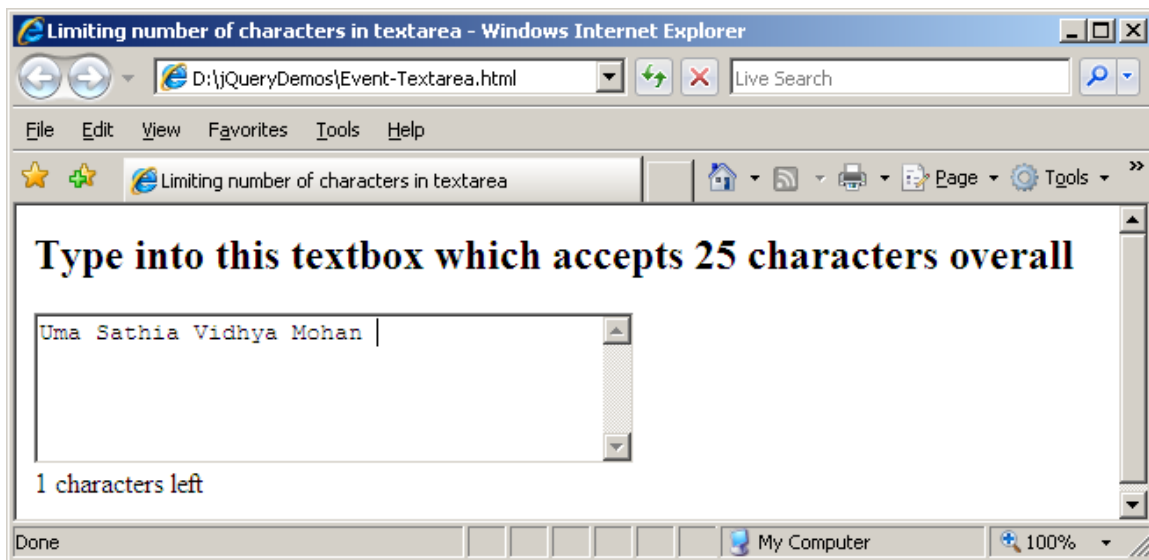 Limiting number of characters in textarea - Windows Internet Explorer
D:\jQueryDemos\Event-Textarea.html
Live Search
File Edit View Favorites Tools Help
Limiting number of characters in textarea
Page Tools
Type into this textbox which accepts 25 characters overall
Uma Sathia Vidhya Mohan
1 characters left
Done
My Computer
100%